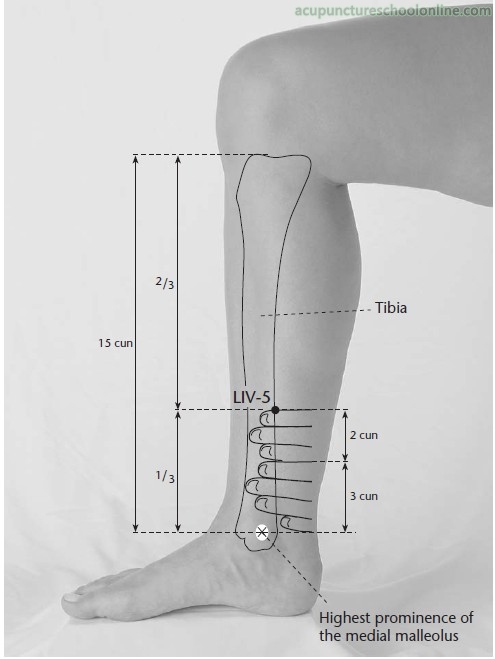 acupunctureschoolonline.com
2/3
Tibia
15 cun
LIV-5
2 cun
1/3
3 cun
Highest prominence of
the medial malleolus